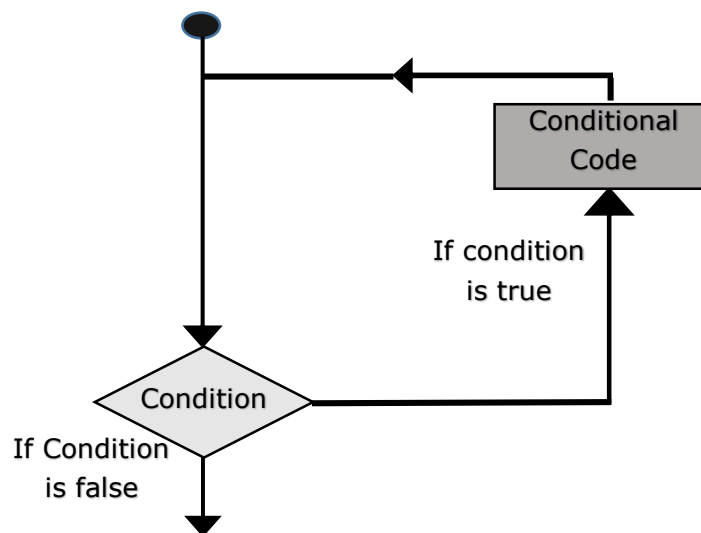 Conditional
Code
If condition
is true
Condition
If Condition
is false